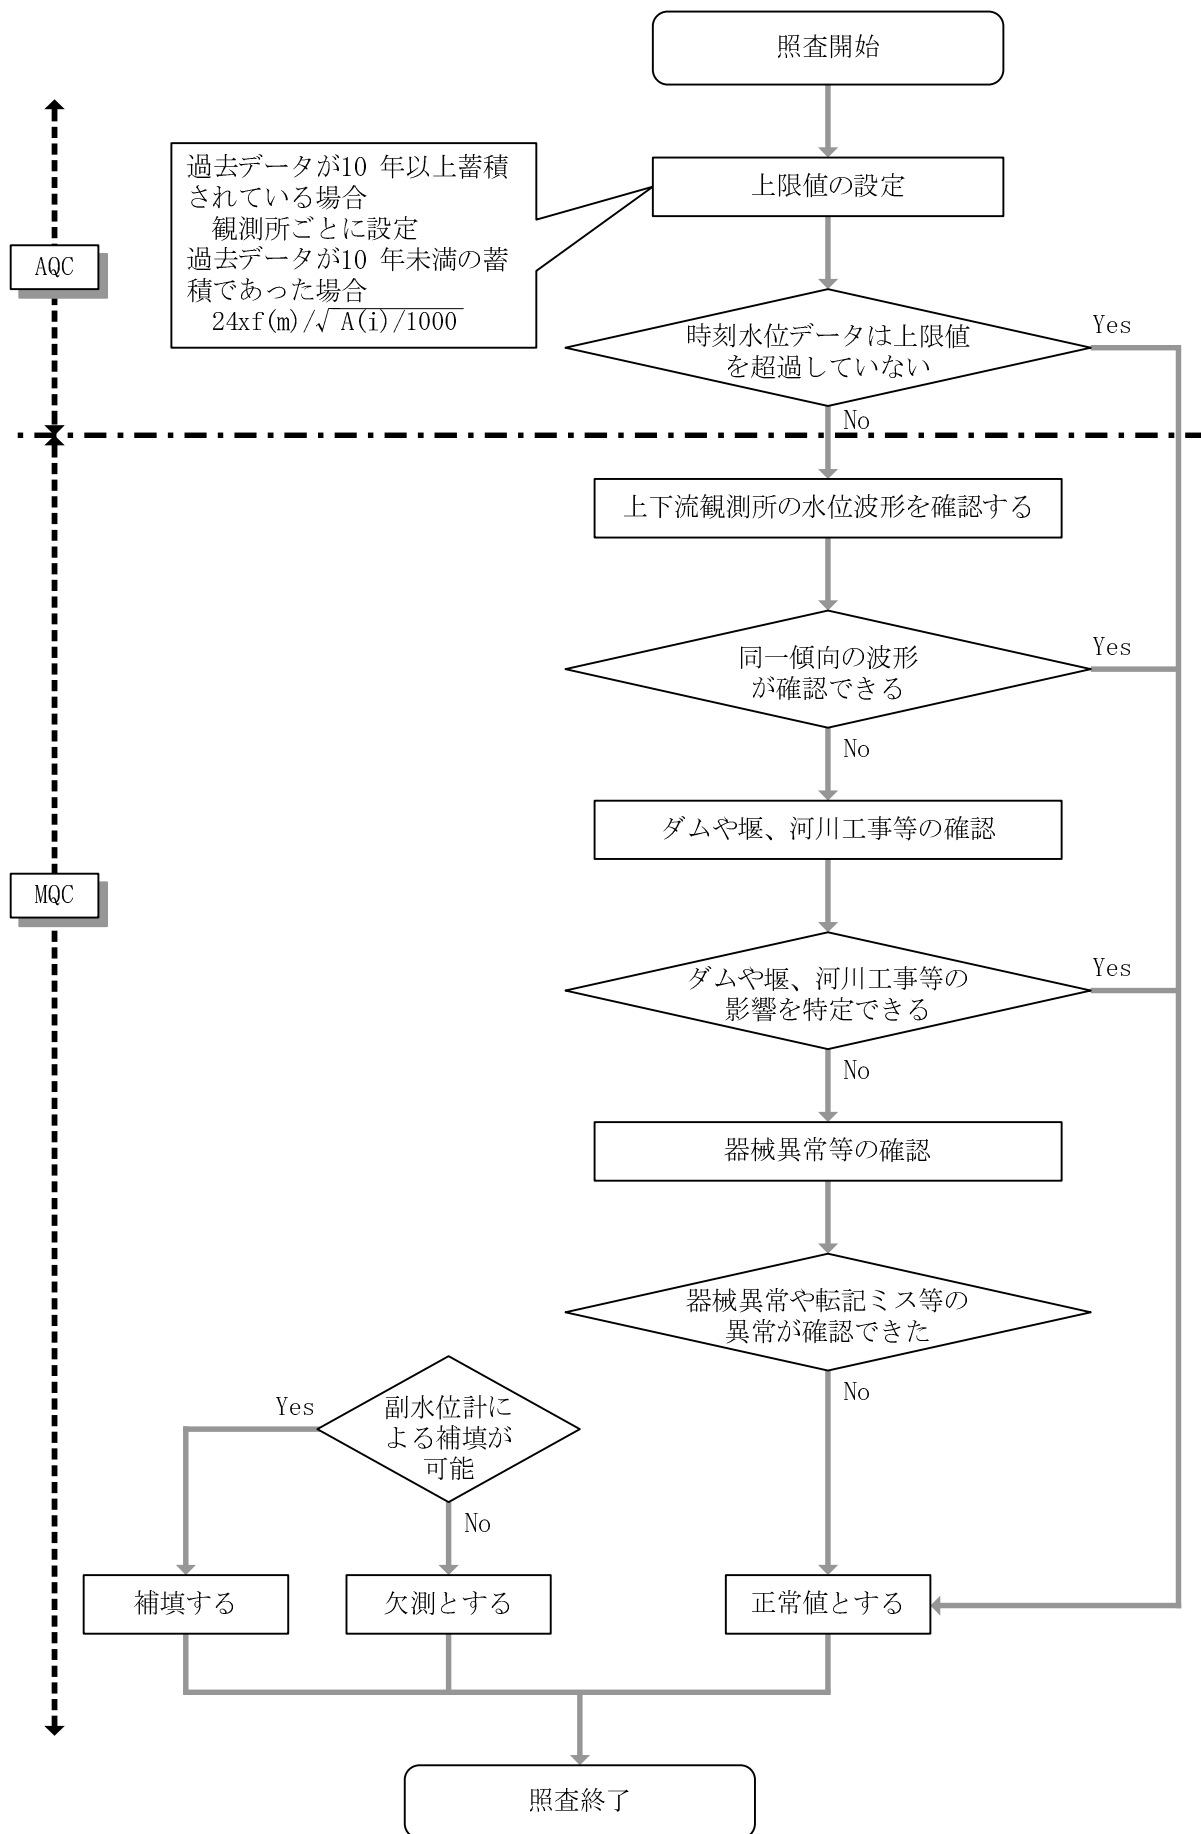 照査開始
過去データが10 年以上蓄積
されている場合
観測所ごとに設定
過去データが10 年未満の蓄
積であった場合
24xf(m)/√A(i)/1000
上限値の設定
AQC
時刻水位データは上限値
を超過していない
Yes
No
上下流観測所の水位波形を確認する
同一傾向の波形
が確認できる
Yes
No
ダムや堰、河川工事等の確認
MQC
ダムや堰、河川工事等の
影響を特定できる
Yes
No
器械異常等の確認
器械異常や転記ミス等の
異常が確認できた
No
副水位計に
よる補填が
可能
Yes
No
補填する
欠測とする
正常値とする
照査終了